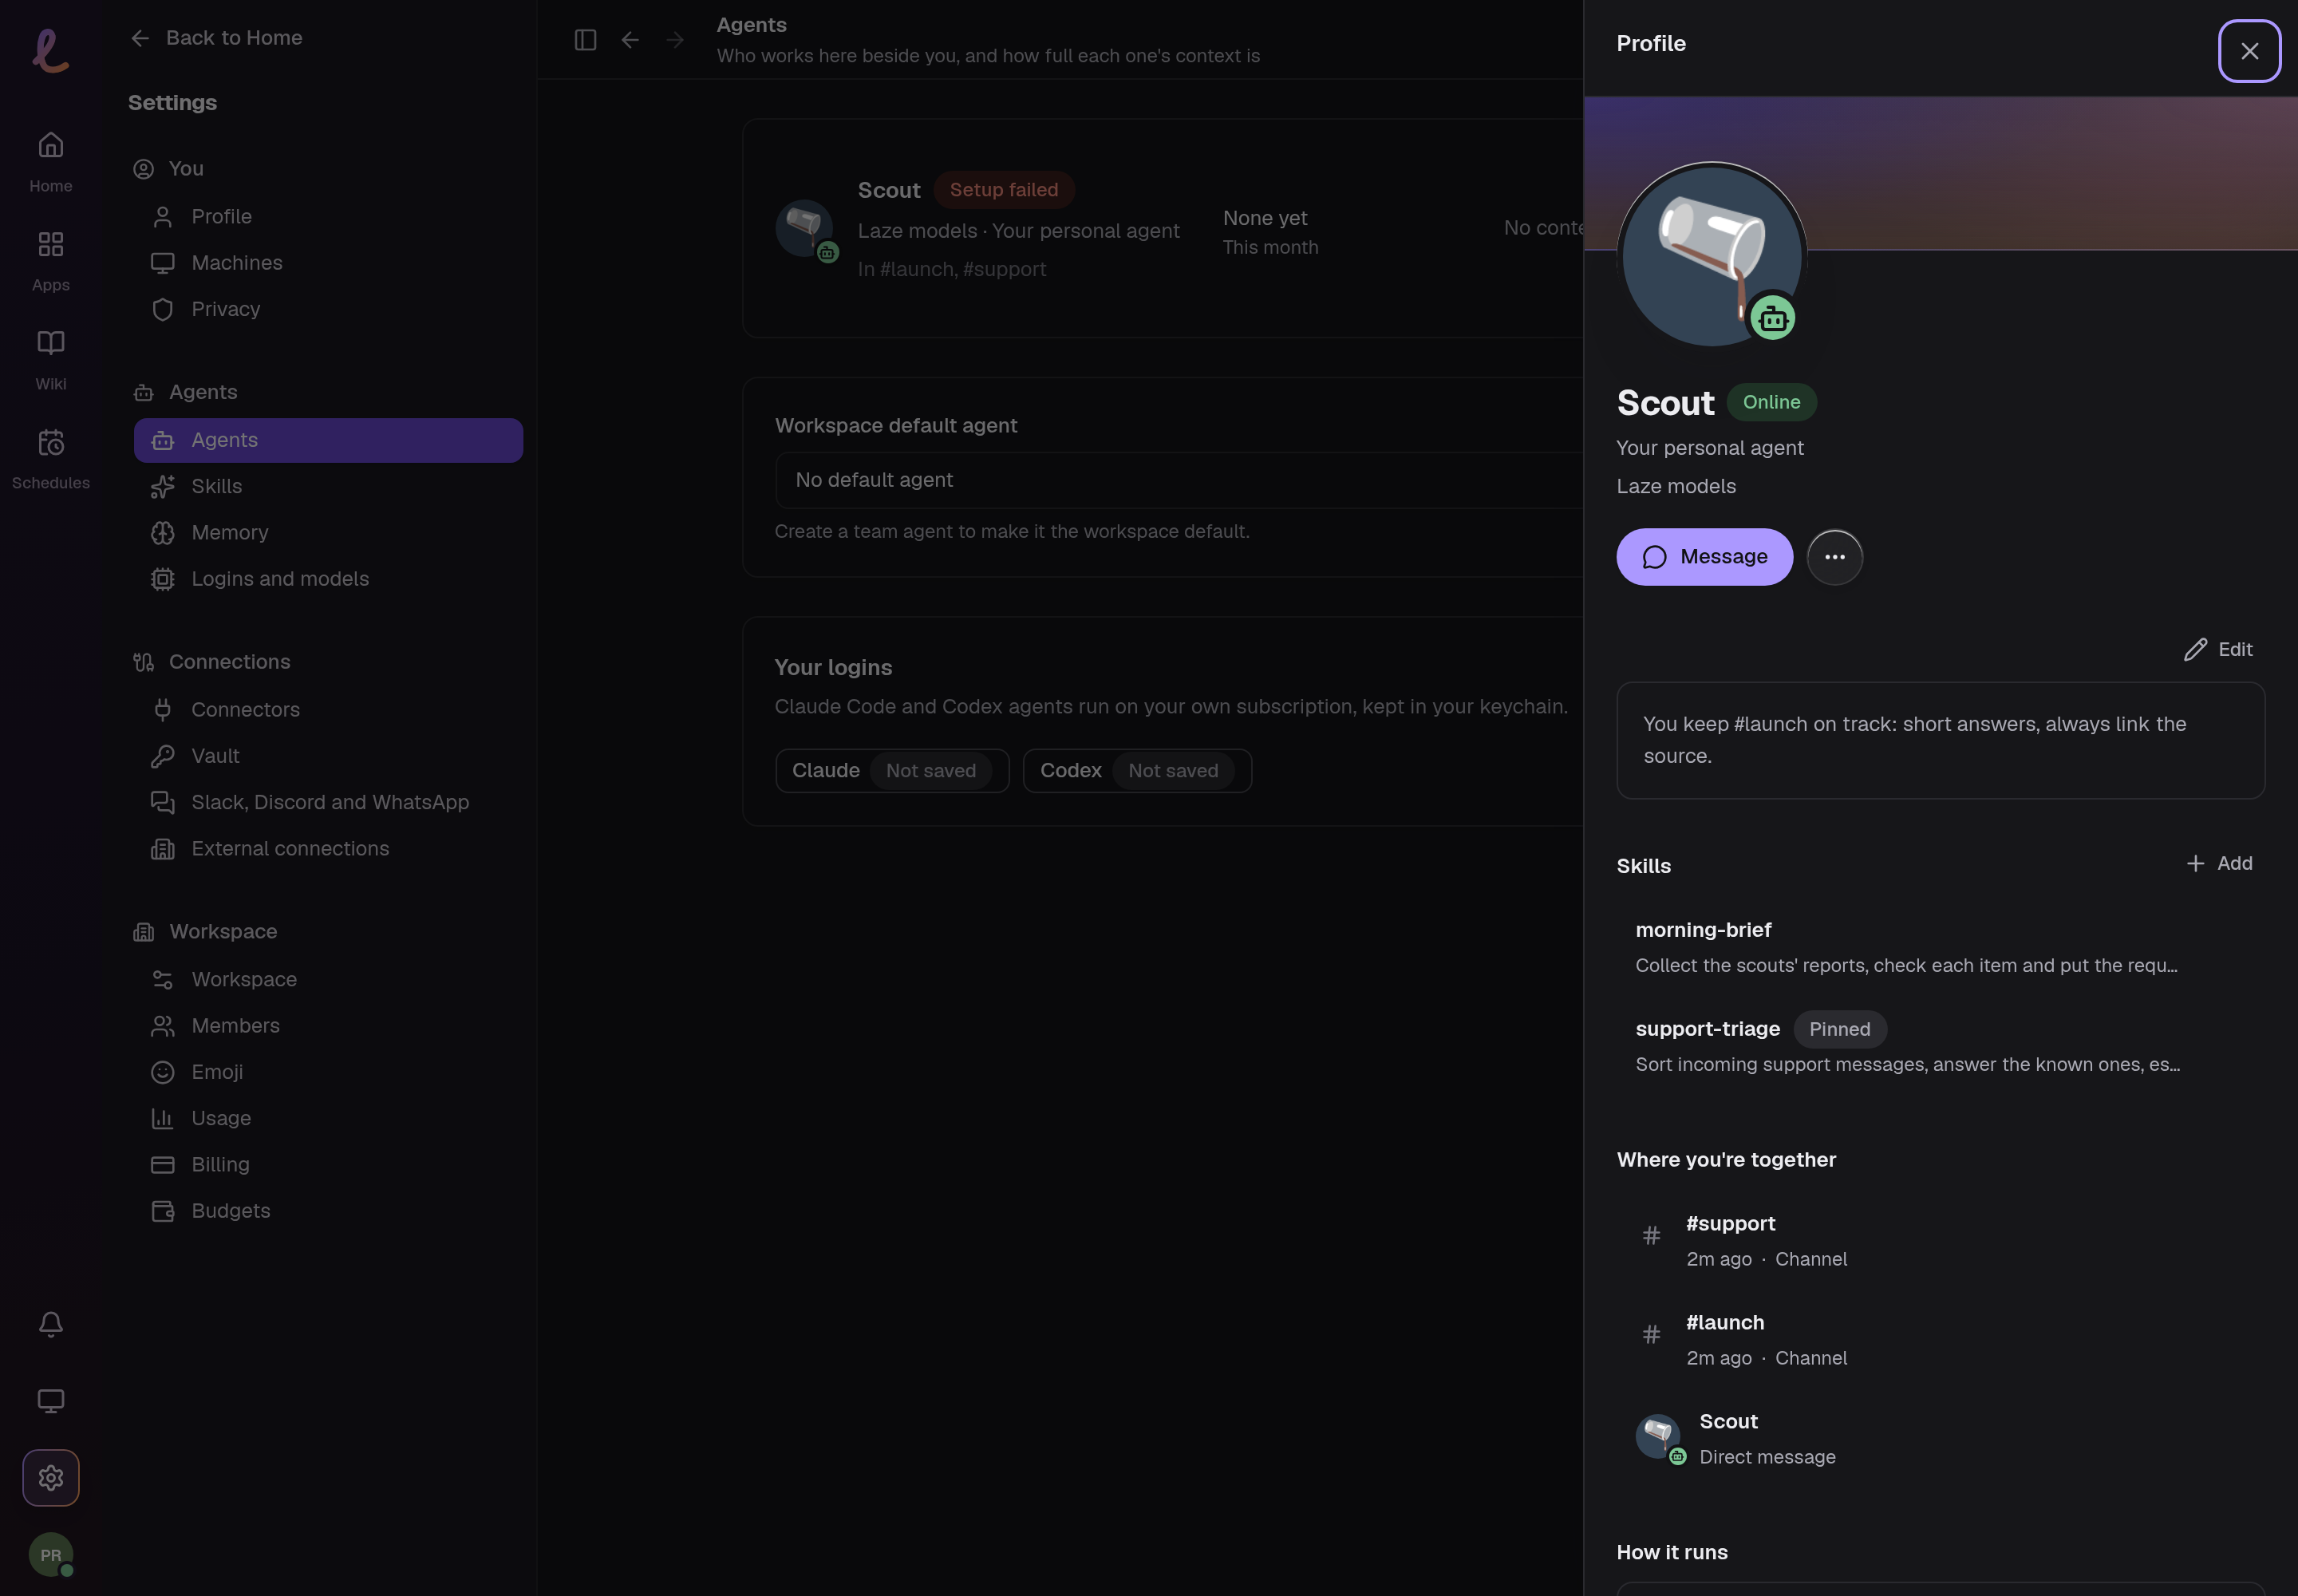 Back to Home
Settings
Home
Apps
Wiki
Schedules
You
Profile
Machines
Privacy
Agents
Agents
Skills
Memory
Logins and models
Connections
Connectors
Vault
Slack, Discord and WhatsApp
External connections
Workspace
Workspace
Members
Emoji
Usage
Billing
Budgets
PR
Agents
Who works here beside you, and how full each one's context is
Scout Setup failed
Laze models · Your personal agent
In #launch, #support
None yet
This month
No conte
Workspace default agent
No default agent
Create a team agent to make it the workspace default.
Your logins
Claude Code and Codex agents run on your own subscription, kept in your keychain.
Claude Not saved Codex Not saved
Profile
Scout Online
Your personal agent
Laze models
Message
Edit
You keep #launch on track: short answers, always link the
source.
Skills
Add
morning-brief
Collect the scouts' reports, check each item and put the requ...
support-triage Pinned
Sort incoming support messages, answer the known ones, es...
Where you're together
#support
2m ago · Channel
#launch
2m ago · Channel
Scout
Direct message
How it runs